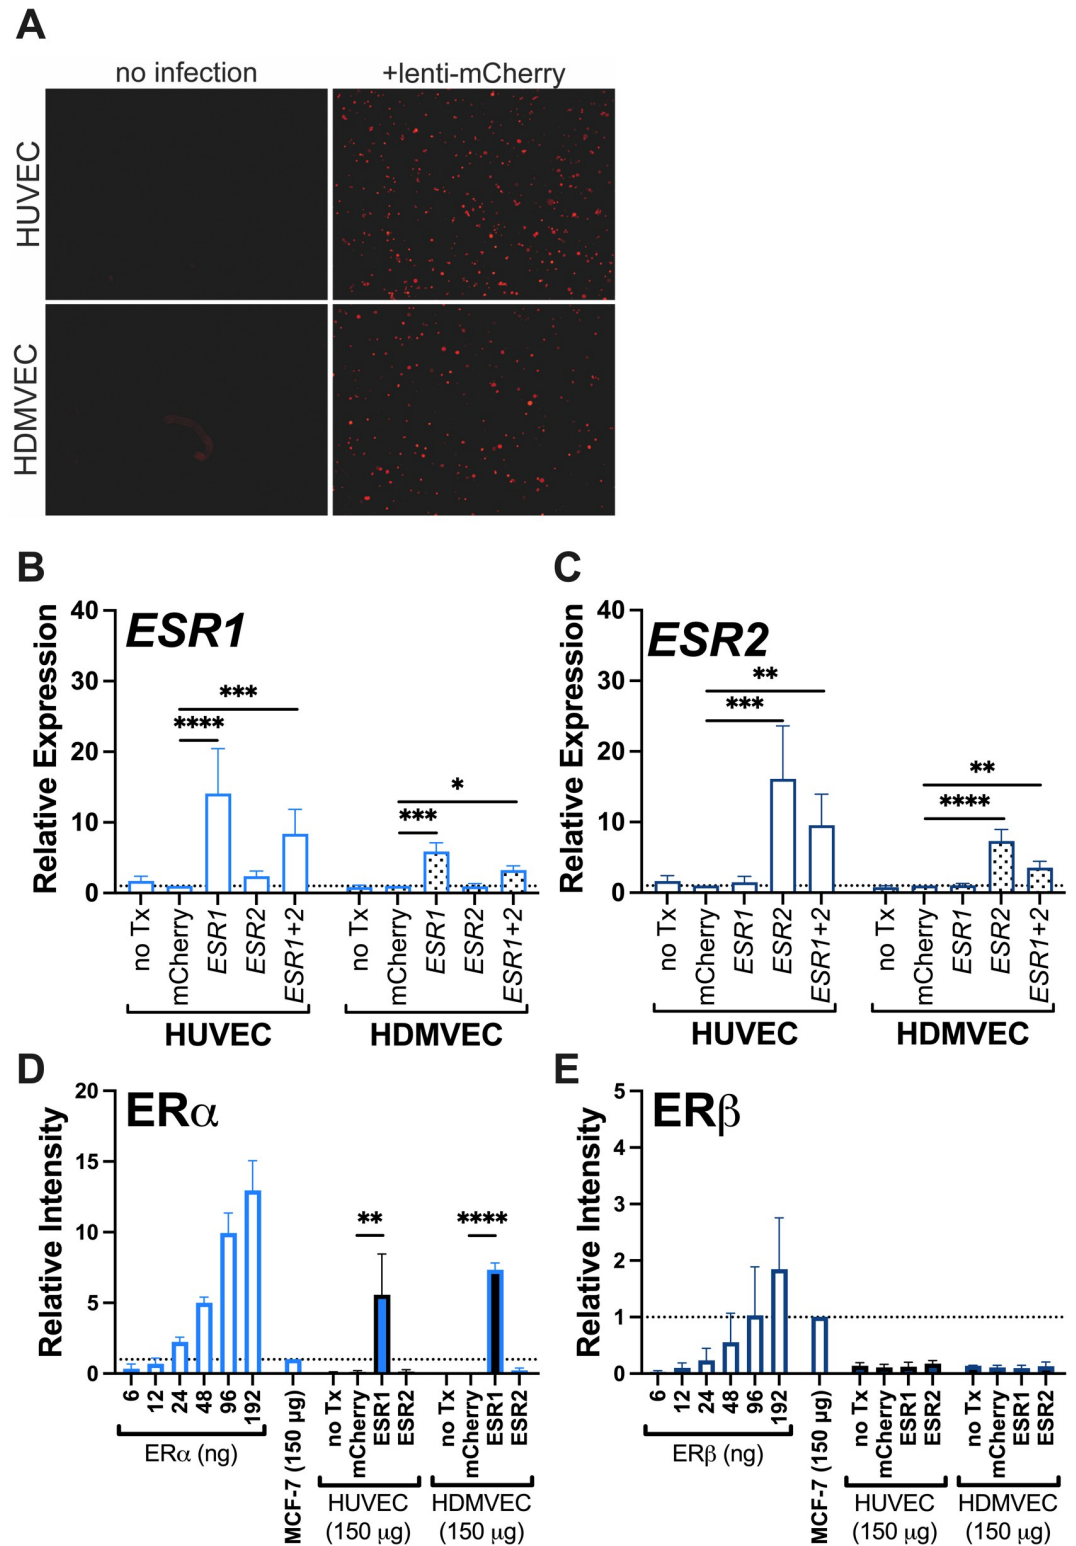 A
no infection
+lenti-mCherry
HUVEC
HDMVEC
B
ESR1
Relative Expression
40
30
20
10
0
***
****
*
***
no Tx
mCherry
ESR1
ESR2
ESR1+2
no Tx
mCherry
ESR1
ESR2
ESR1+2
HUVEC
HDMVEC
C
ESR2
Relative Expression
40
30
20
10
0
**
***
**
****
no Tx
mCherry
ESR1
ESR2
ESR1+2
no Tx
mCherry
ESR1
ESR2
ESR1+2
HUVEC
HDMVEC
D
ERα
Relative Intensity
20
15
10
5
0
**
****
6
12
24
48
96
192
ERα (ng)
MCF-7 (150 µg)
no Tx
mCherry
ESR1
ESR2
no Tx
mCherry
ESR1
ESR2
HUVEC
(150 µg)
HDMVEC
(150 µg)
E
ERβ
Relative Intensity
5
4
3
2
1
0
6
12
24
48
96
192
ERβ (ng)
MCF-7 (150 µg)
no Tx
mCherry
ESR1
ESR2
no Tx
mCherry
ESR1
ESR2
HUVEC
(150 µg)
HDMVEC
(150 µg)